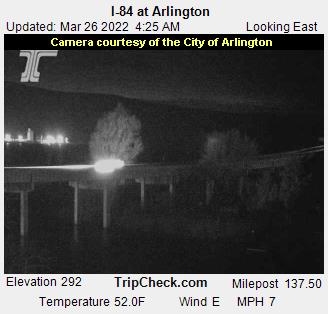 I-84 at Arlington
Updated: Mar 26 2022 4:25 AM Looking East
Camera courtesy of the City of Arlington
Elevation 292 TripCheck.com Milepost 137.50
Temperature 52.0F Wind E MPH 7